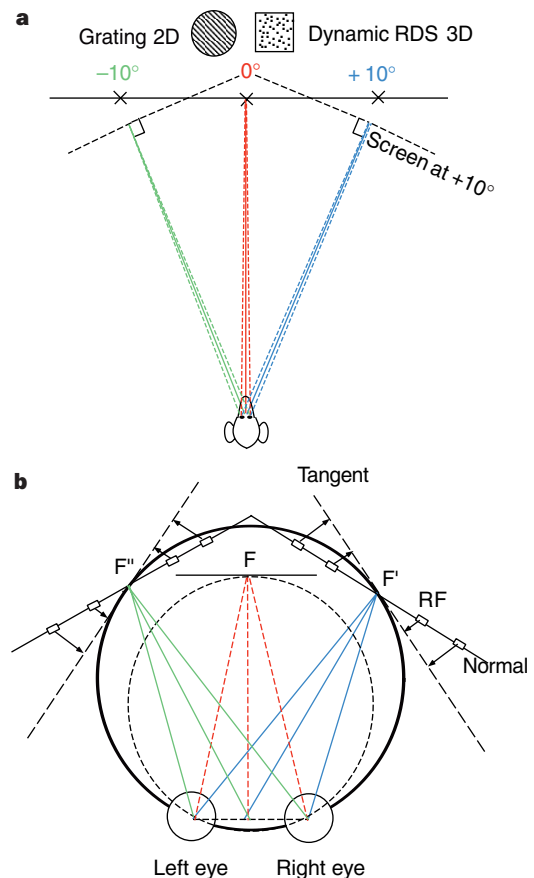 a
Grating 2D Dynamic RDS 3D
–10° 0° + 10°
Screen at +10°
b
Tangent
F" F F'
RF
Normal
Left eye Right eye